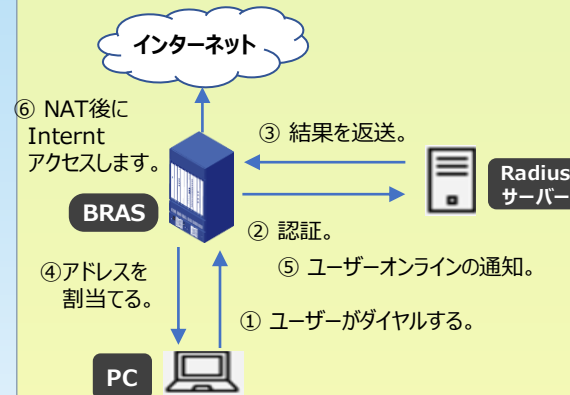 インターネット
⑥ NAT後に
Internt
アクセスします。
③ 結果を返送。
Radius
サーバー
BRAS
② 認証。
④アドレスを
割当てる。
⑤ ユーザーオンラインの通知。
① ユーザーがダイヤルする。
PC